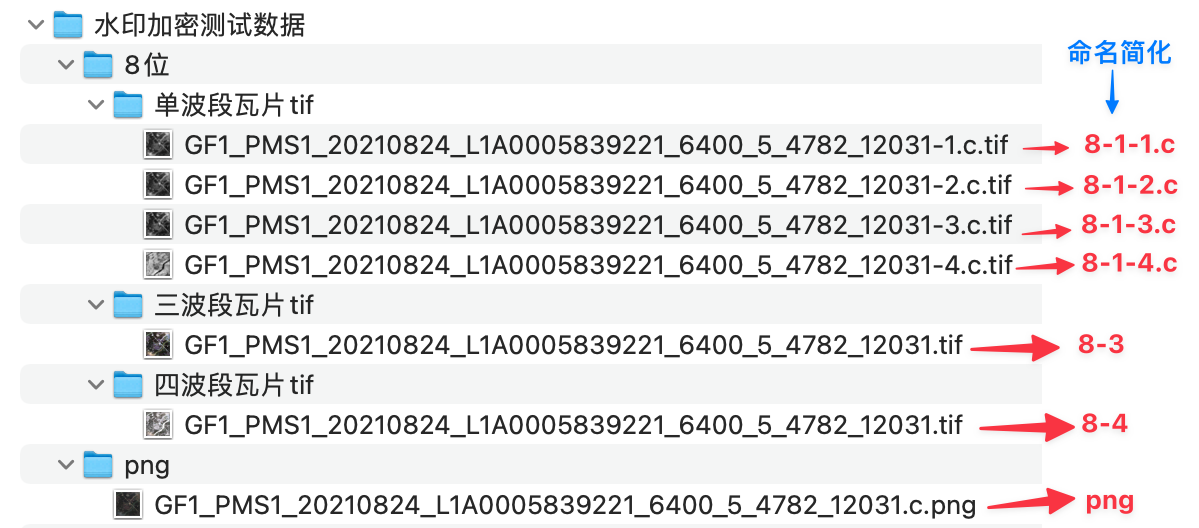 水印加密测试数据
命名简化
8位
单波段瓦片tif
GF1_PMS1_20210824_L1A0005839221_6400_5_4782_12031-1.c.tif 8-1-1.c
GF1_PMS1_20210824_L1A0005839221_6400_5_4782_12031-2.c.tif 8-1-2.c
GF1_PMS1_20210824_L1A0005839221_6400_5_4782_12031-3.c.tif 8-1-3.c
GF1_PMS1_20210824_L1A0005839221_6400_5_4782_12031-4.c.tif 8-1-4.c
三波段瓦片tif
GF1_PMS1_20210824_L1A0005839221_6400_5_4782_12031.tif 8-3
四波段瓦片tif
GF1_PMS1_20210824_L1A0005839221_6400_5_4782_12031.tif 8-4
png
GF1_PMS1_20210824_L1A0005839221_6400_5_4782_12031.c.png png